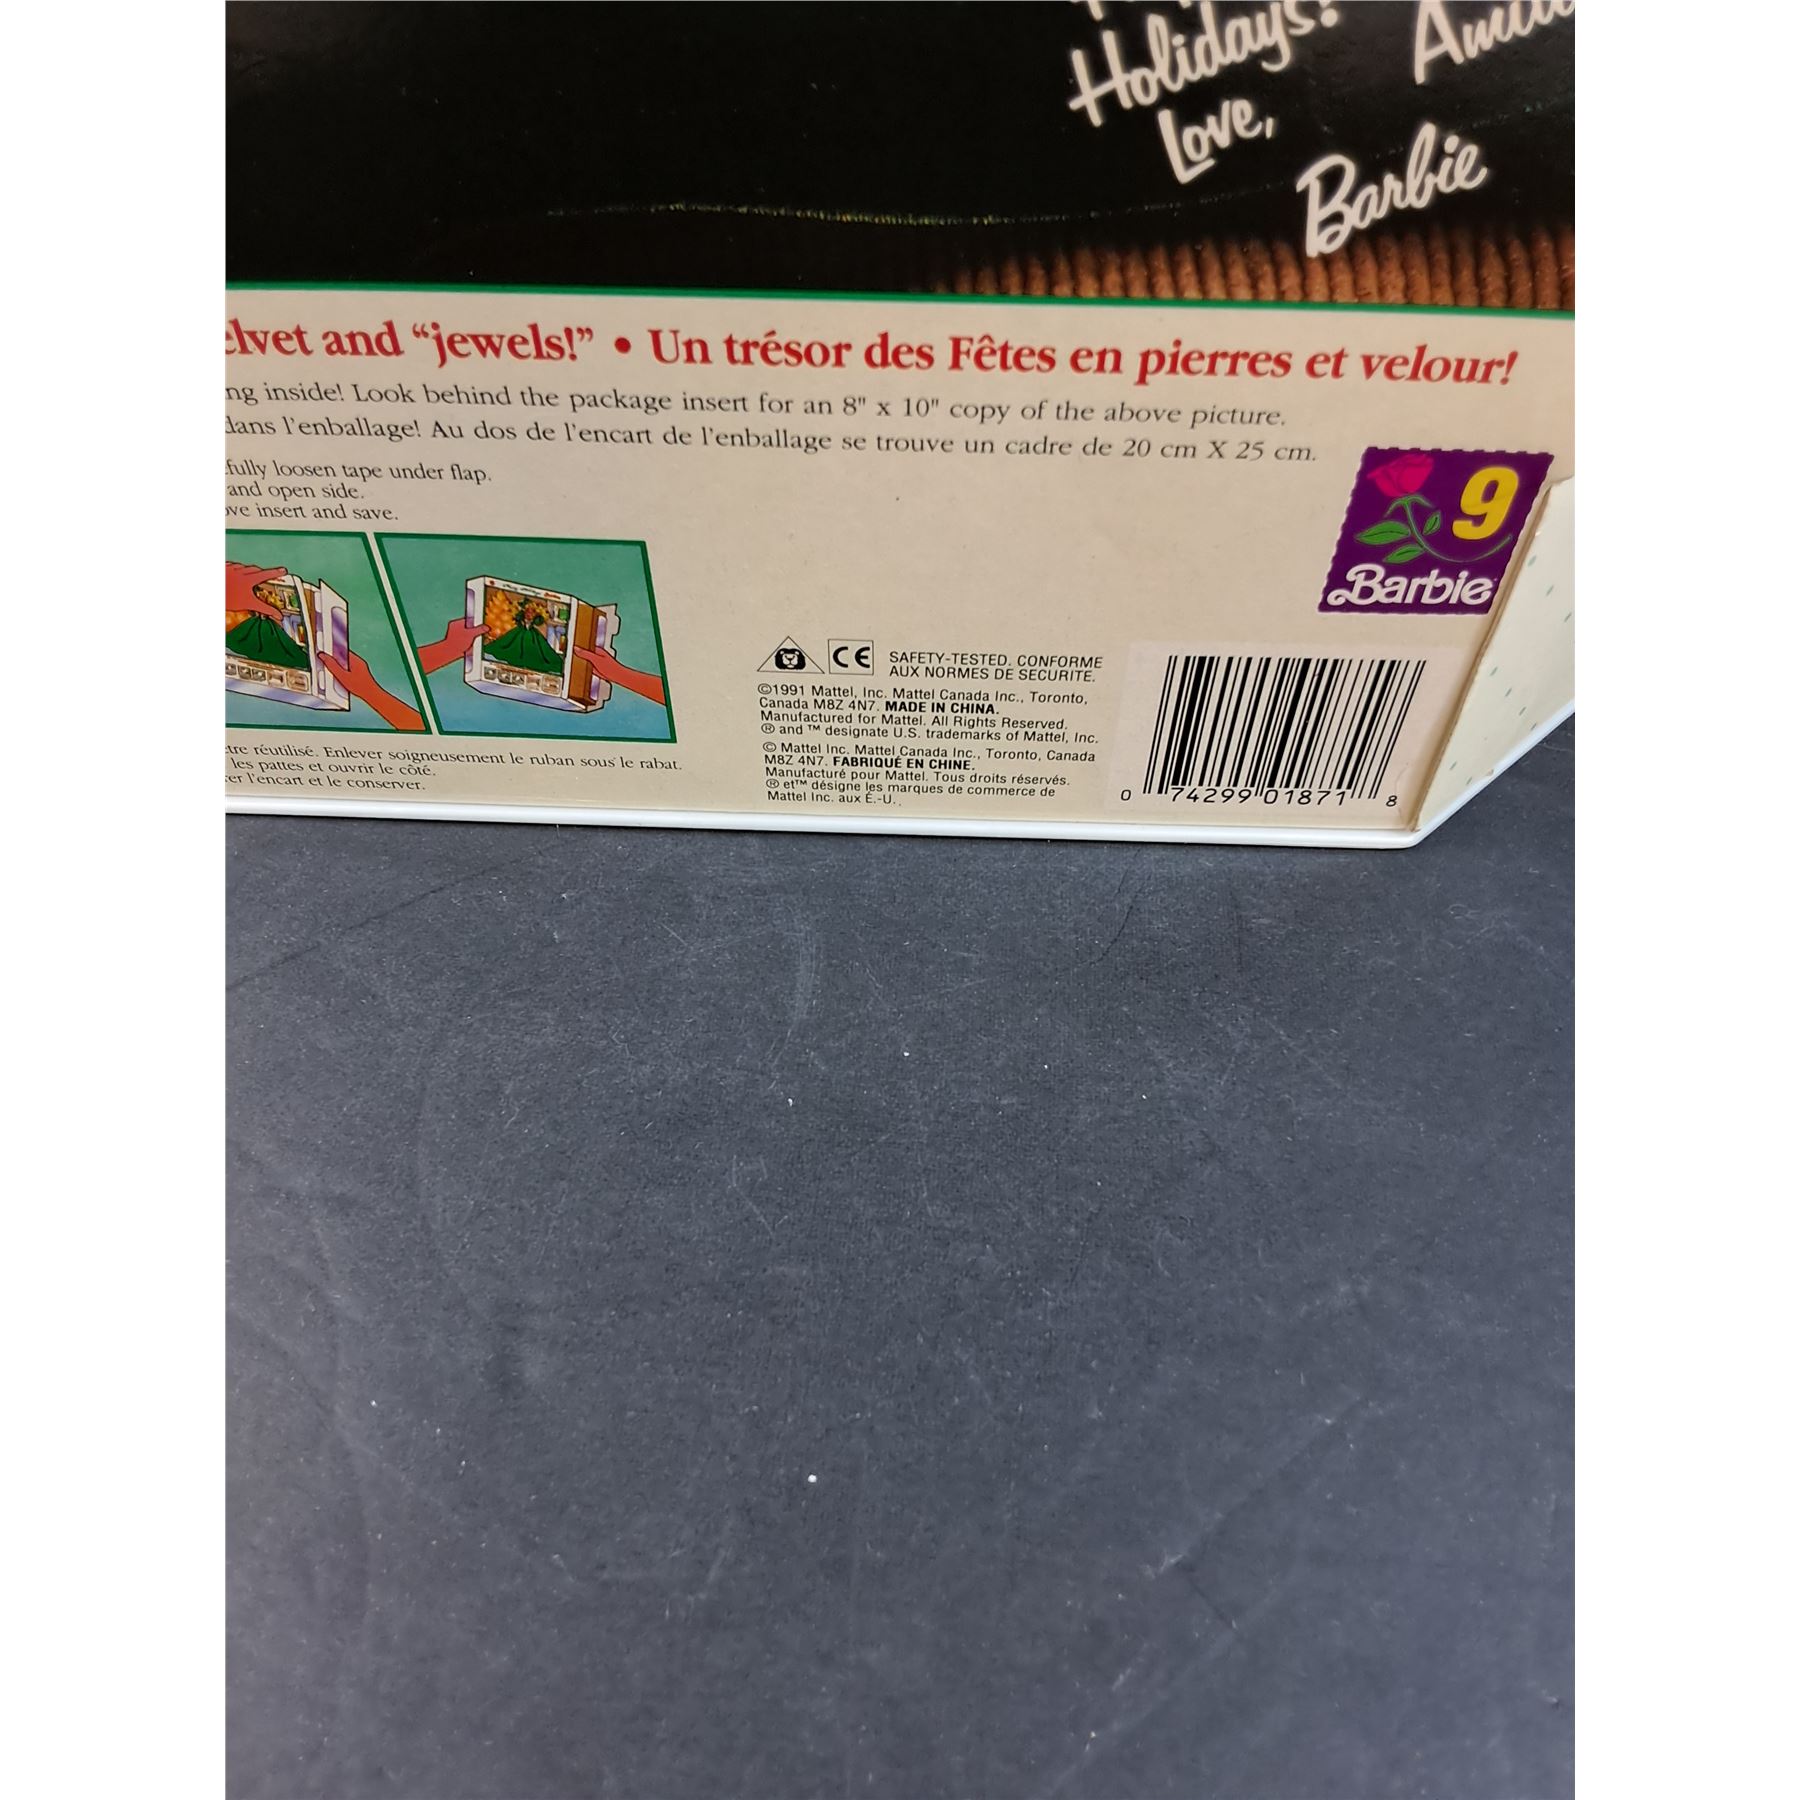 Holidays!
Love,
Barbie
elvet and “jewels!” • Un trésor des Fêtes en pierres et velour!
ng inside! Look behind the package insert for an 8" x 10" copy of the above picture.
dans l'enballage! Au dos de l'encart de l'enballage se trouve un cadre de 20 cm X 25 cm.
fully loosen tape under flap.
and open side.
ove insert and save.
9
Barbie
CE
SAFETY-TESTED. CONFORME
AUX NORMES DE SECURITE.
©1991 Mattel, Inc. Mattel Canada Inc., Toronto,
Canada M8Z 4N7. MADE IN CHINA.
Manufactured for Mattel. All Rights Reserved.
® and ™ designate U.S. trademarks of Mattel, Inc.
© Mattel Inc. Mattel Canada Inc., Toronto, Canada
M8Z 4N7. FABRIQUÉ EN CHINE.
Manufacturé pour Mattel. Tous droits réservés.
® et™ désigne les marques de commerce de
Mattel Inc. aux É.-U..
0 74299 01871 8
tre réutilisé. Enlever soigneusement le ruban sous le rabat.
les pattes et ouvrir le côté.
er l'encart et le conserver.